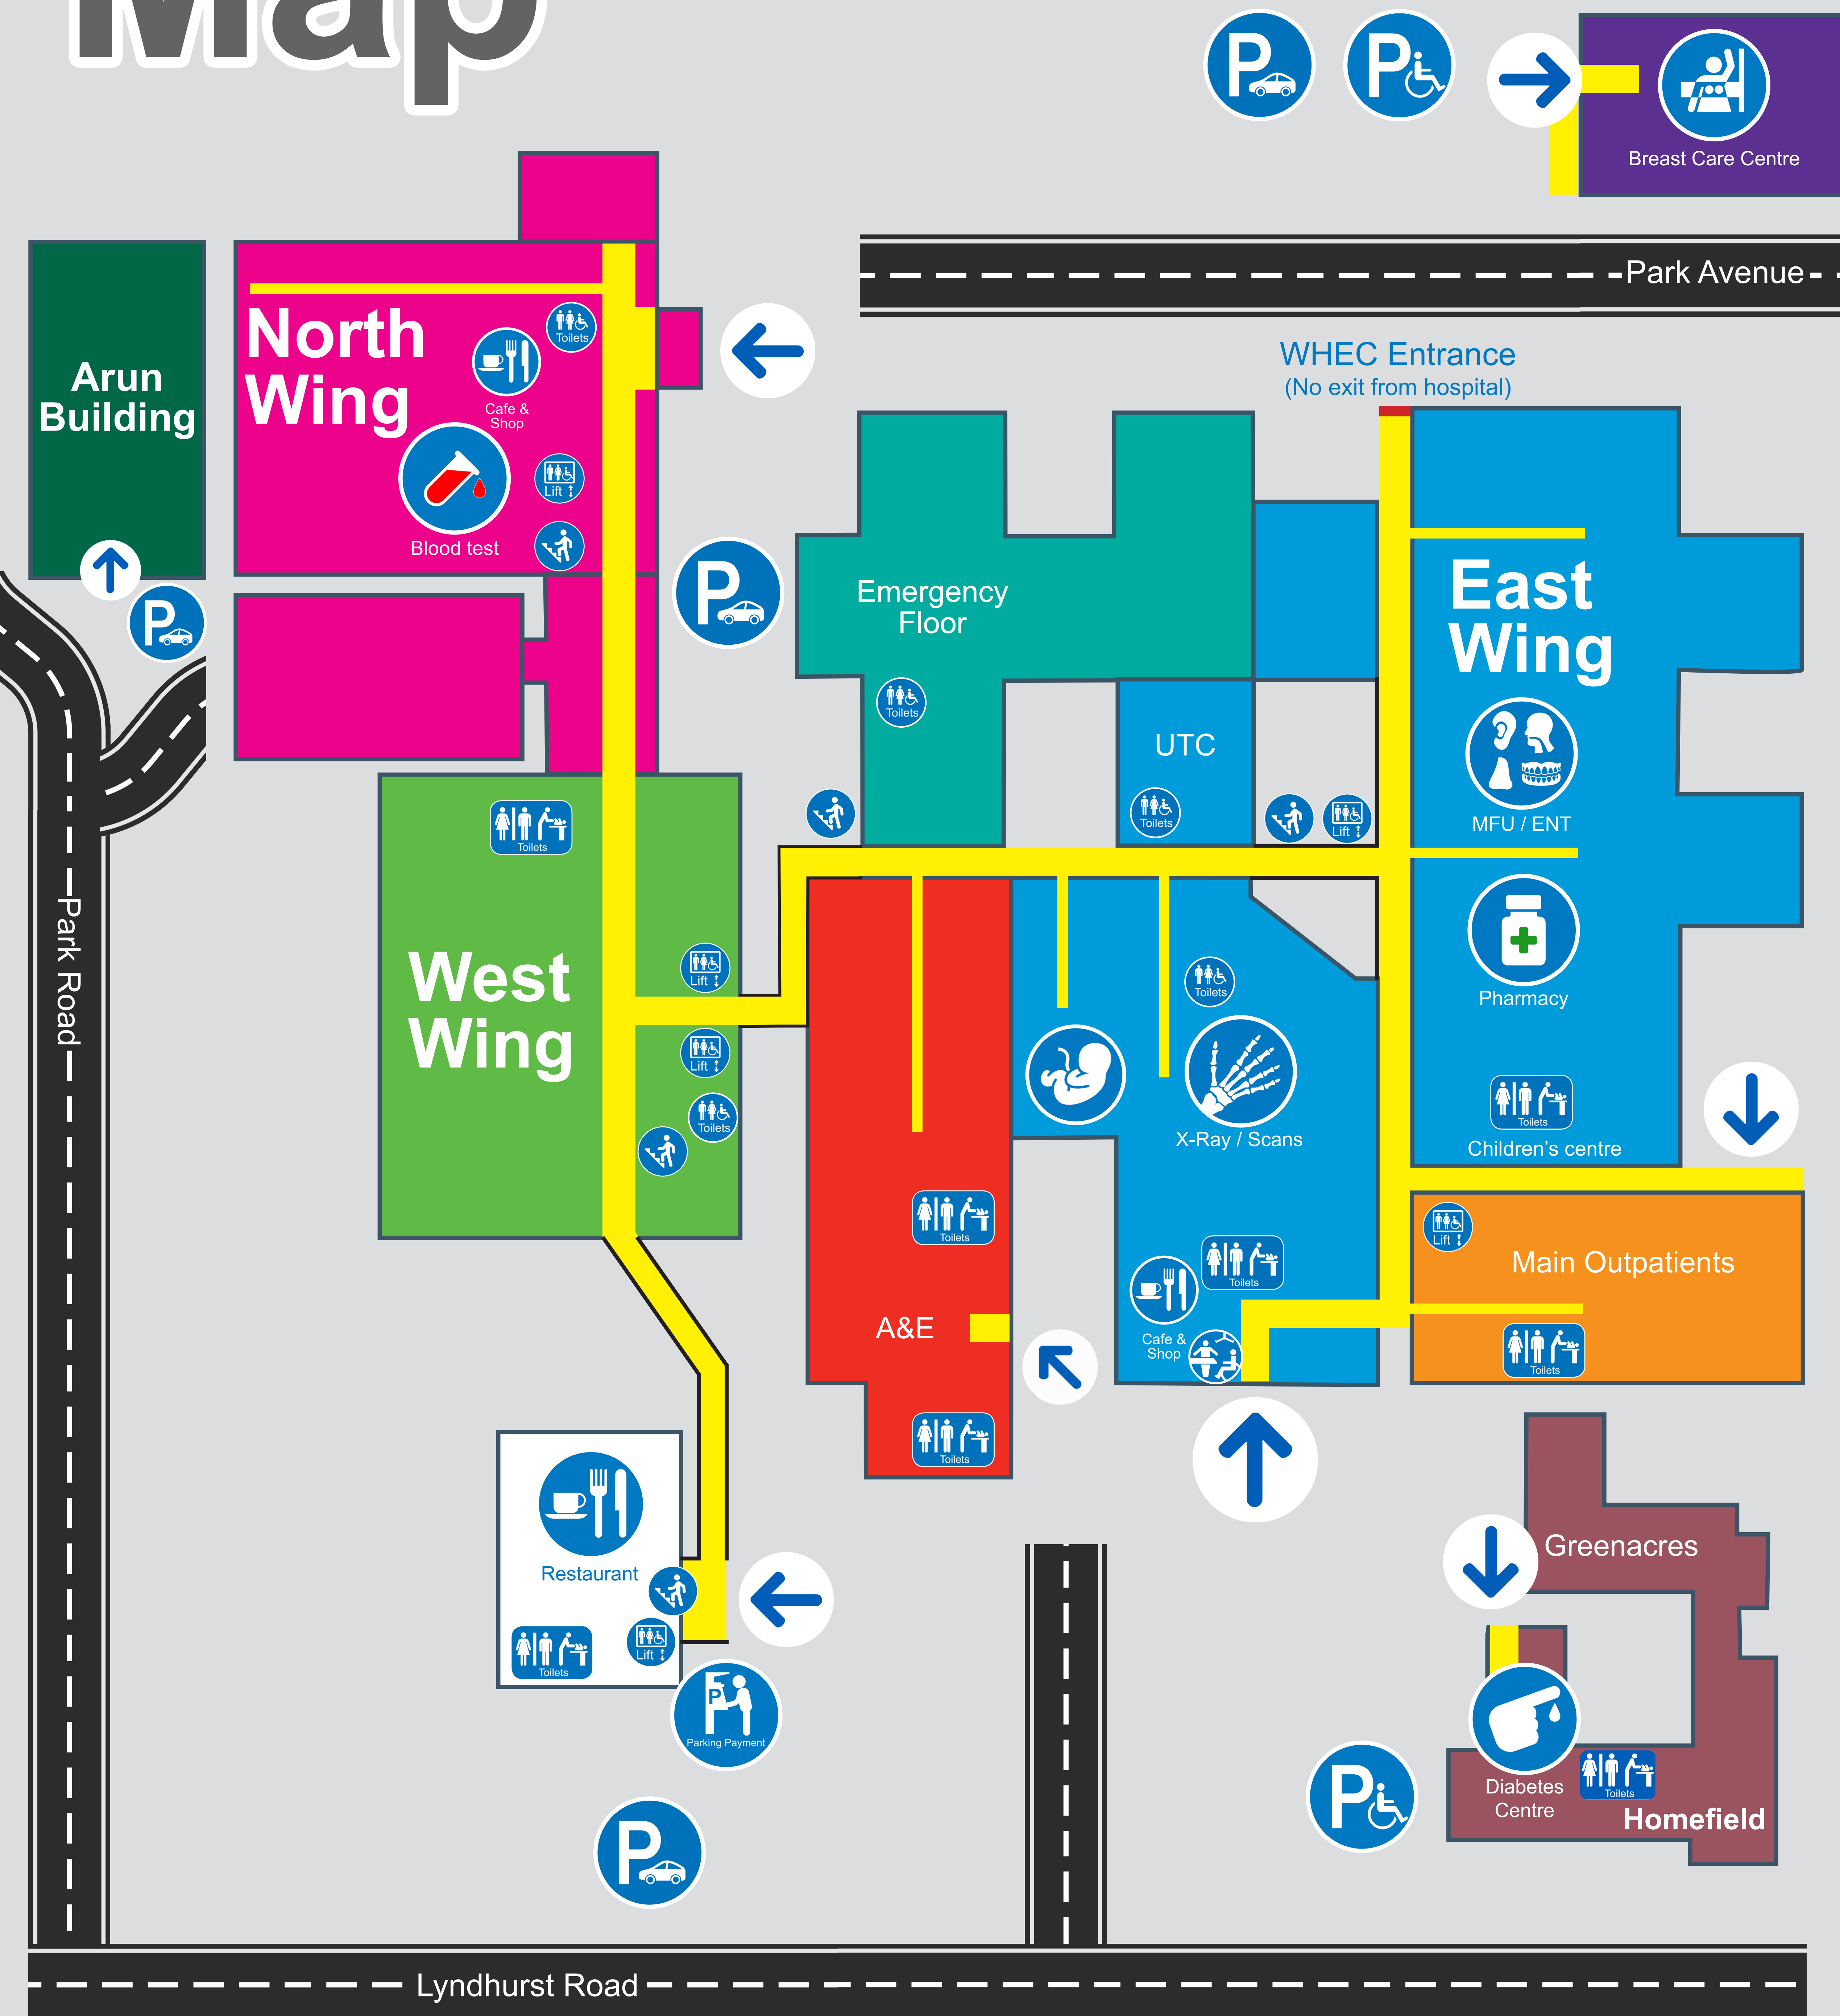 Map
P
P
Breast Care Centre
Park Avenue
WHEC Entrance
(No exit from hospital)
Arun
Building
P
North
Wing
Toilets
Cafe &
Shop
Blood test
Lift
P
Emergency
Floor
Toilets
UTC
Toilets
Lift
East
Wing
MFU / ENT
Pharmacy
Toilets
Children's centre
Park Road
Toilets
West
Wing
Lift
Lift
Toilets
Toilets
X-Ray / Scans
Toilets
A&E
Toilets
Toilets
Cafe &
Shop
Lift
Main Outpatients
Toilets
Restaurant
Toilets
Lift
P
Parking Payment
P
Greenacres
P
Diabetes
Centre
Toilets
Homefield
Lyndhurst Road